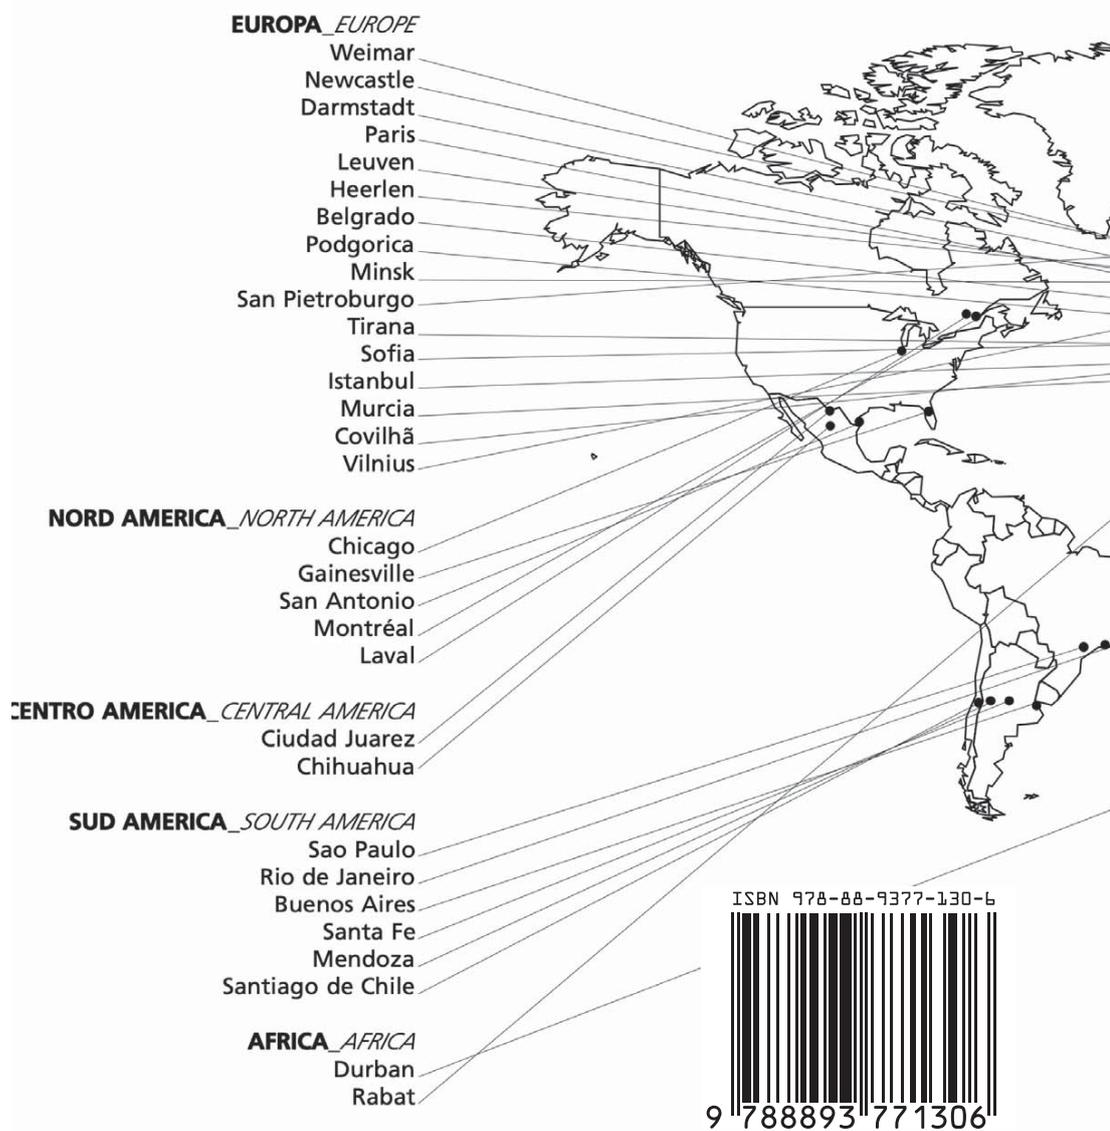 EUROPA_EUROPE
Weimar
Newcastle
Darmstadt
Paris
Leuven
Heerlen
Belgrado
Podgorica
Minsk
San Pietroburgo
Tirana
Sofia
Istanbul
Murcia
Covilhã
Vilnius
NORD AMERICA_NORTH AMERICA
Chicago
Gainesville
San Antonio
Montréal
Laval
CENTRO AMERICA_CENTRAL AMERICA
Ciudad Juarez
Chihuahua
SUD AMERICA_SOUTH AMERICA
Sao Paulo
Rio de Janeiro
Buenos Aires
Santa Fe
Mendoza
Santiago de Chile
AFRICA_AFRICA
Durban
Rabat
ISBN 978-88-9377-130-6
9 788893 771306